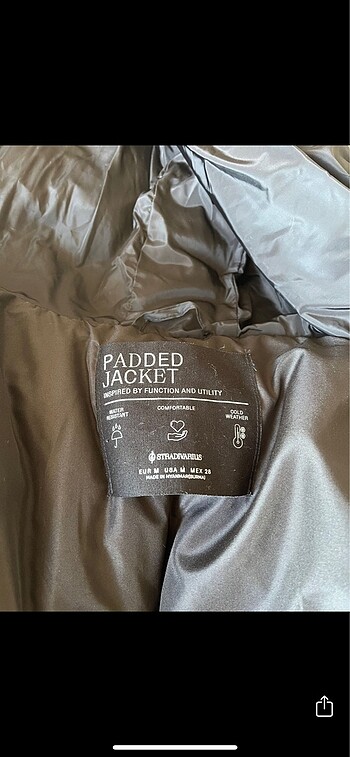 PADDED
JACKET
INSPIRED BY FUNCTION AND UTILITY
WATER
RESISTANT
COMFORTABLE
COLD
WEATHER
STRADIVARIUS
EUR M USA M MEX 28
MADE IN MYANMAR(BURMA)